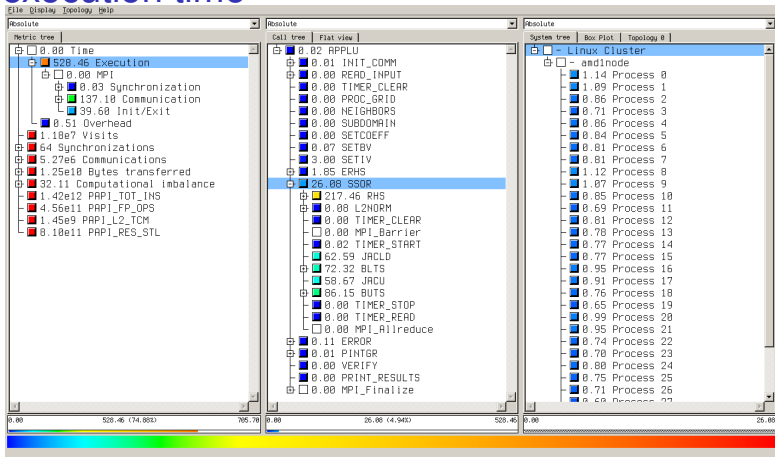 execution time
File Display Topology Help
Absolute
Metric tree
0.00 Time
528.46 Execution
0.00 MPI
0.03 Synchronization
137.10 Communication
39.60 Init/Exit
0.51 Overhead
1.18e7 Visits
64 Synchronizations
5.27e6 Communications
1.25e10 Bytes transferred
32.11 Computational imbalance
1.42e12 PAPI_TOT_INS
4.56e11 PAPI_FP_OPS
1.45e9 PAPI_L2_TCM
8.10e11 PAPI_RES_STL
0.00 528.46 (74.88%) 705.70
Absolute
Call tree Flat view
0.02 APPLU
0.01 INIT_COMM
0.00 READ_INPUT
0.00 TIMER_CLEAR
0.00 PROC_GRID
0.00 NEIGHBORS
0.00 SUBDOMAIN
0.00 SETCOEFF
0.07 SETBV
3.00 SETIV
1.85 ERHS
26.08 SSOR
217.46 RHS
0.08 L2NORM
0.00 TIMER_CLEAR
0.00 MPI_Barrier
0.02 TIMER_START
62.59 JACLD
72.32 BLTS
58.67 JACU
86.15 BUTS
0.00 TIMER_STOP
0.00 TIMER_READ
0.00 MPI_Allreduce
0.11 ERROR
0.01 PINTGR
0.00 VERIFY
0.00 PRINT_RESULTS
0.00 MPI_Finalize
0.00 26.08 (4.94%) 528.46
Absolute
System tree Box Plot Topology 0
- Linux Cluster
- amd1node
1.14 Process 0
1.09 Process 1
0.86 Process 2
0.71 Process 3
0.86 Process 4
0.84 Process 5
0.81 Process 6
0.81 Process 7
1.12 Process 8
1.07 Process 9
0.85 Process 10
0.69 Process 11
0.81 Process 12
0.78 Process 13
0.77 Process 14
0.77 Process 15
0.95 Process 16
0.91 Process 17
0.76 Process 18
0.65 Process 19
0.99 Process 20
0.95 Process 21
0.74 Process 22
0.70 Process 23
0.80 Process 24
0.75 Process 25
0.71 Process 26
Process 27
0.00 26.08